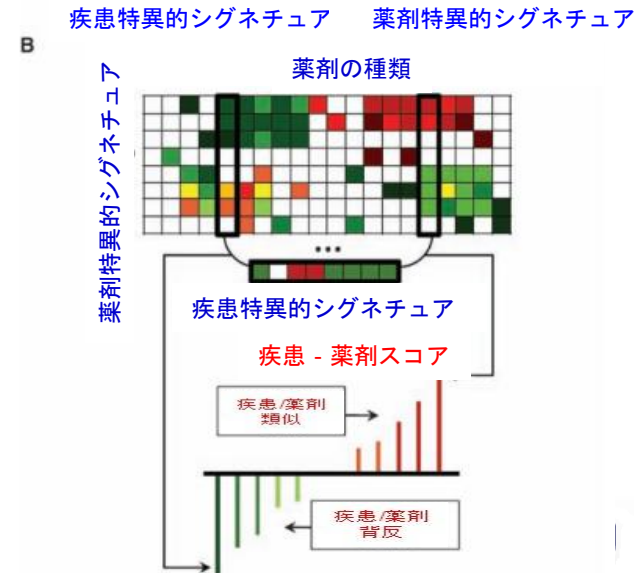 疾患特異的シグネチュア 薬剤特異的シグネチュア
B
薬剤の種類
薬剤特異的シグネチュア
...
疾患特異的シグネチュア
疾患 - 薬剤スコア
疾患/薬剤
類似
疾患/薬剤
背反